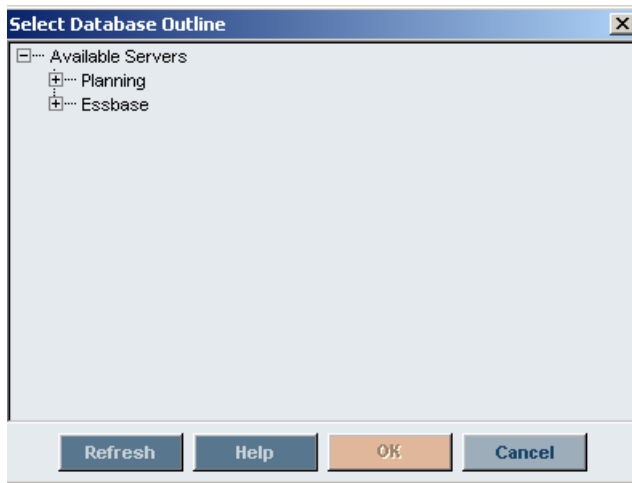 Select Database Outline
Available Servers
Planning
Essbase
Refresh Help OK Cancel